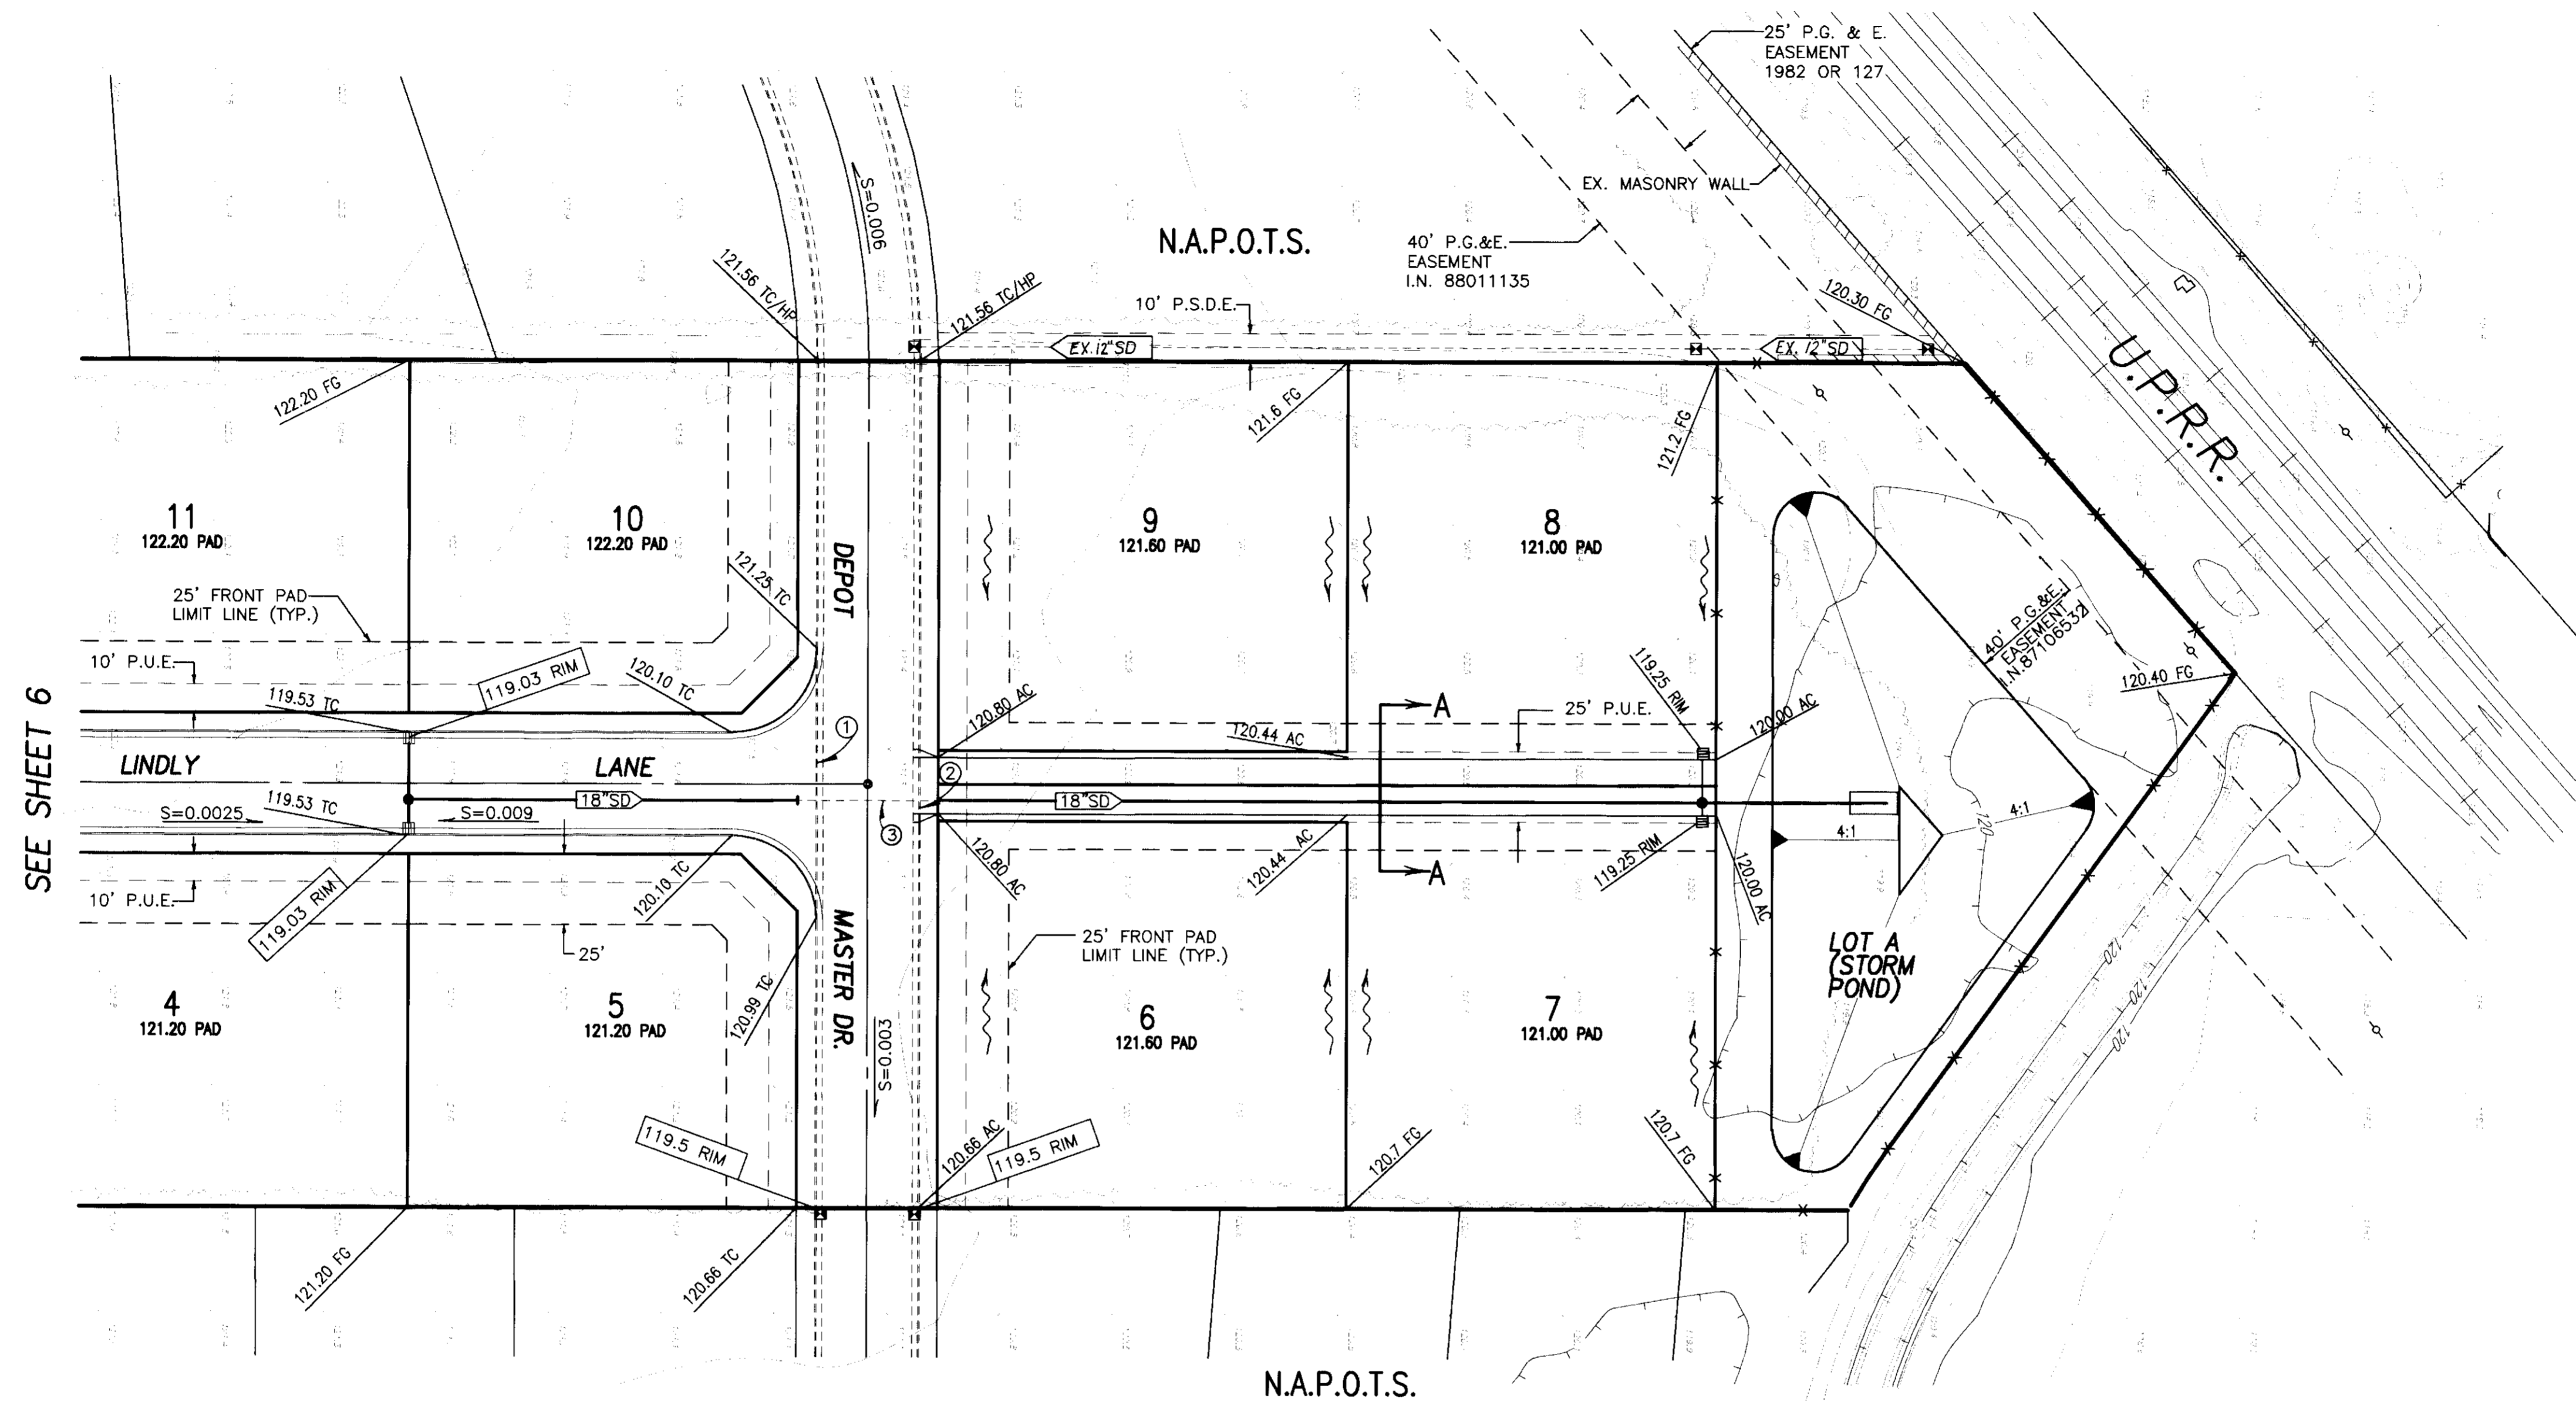 25' P.G. & E.
EASEMENT
1982 OR 127
EX. MASONRY WALL
N.A.P.O.T.S.
40' P.G.&E.
EASEMENT
I.N. 88011135
S=0.006
121.56 TC/HP
121.56 TC/HP
10' P.S.D.E.
120.30 FG
EX. 12"SD
EX. 12"SD
U.P.R.R.
122.20 FG
121.6 FG
121.2 FG
11
122.20 PAD
10
122.20 PAD
9
121.60 PAD
8
121.00 PAD
DEPOT
121.25 TC
25' FRONT PAD
LIMIT LINE (TYP.)
10' P.U.E.
119.53 TC
119.03 RIM
120.10 TC
119.25 RIM
40' P.G.&E.
EASEMENT
I.N.87106532
120.40 FG
SEE SHEET 6
1
120.80 AC
120.44 AC
A
25' P.U.E.
120.00 AC
LINDLY
LANE
2
18"SD
18"SD
S=0.0025
119.53 TC
S=0.009
3
120
4:1
4:1
10' P.U.E.
119.03 RIM
120.10 TC
120.80 AC
120.44 AC
A
119.25 RIM
120.00 AC
25'
MASTER DR.
25' FRONT PAD
LIMIT LINE (TYP.)
LOT A
(STORM
POND)
120
120
120
4
121.20 PAD
5
121.20 PAD
120.99 TC
S=0.003
6
121.60 PAD
7
121.00 PAD
119.5 RIM
120.66 AC
119.5 RIM
120.7 FG
120.7 FG
121.20 FG
120.66 TC
N.A.P.O.T.S.